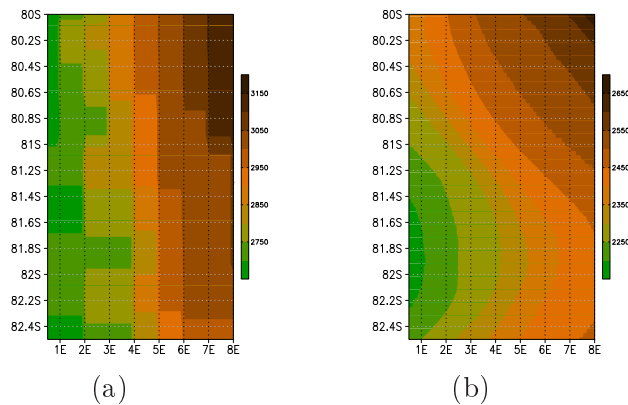 80S
80.2S
80.4S
80.6S
80.8S
81S
81.2S
81.4S
81.6S
81.8S
82S
82.2S
82.4S
1E 2E 3E 4E 5E 6E 7E 8E
3150
3050
2950
2850
2750
(a)
80S
80.2S
80.4S
80.6S
80.8S
81S
81.2S
81.4S
81.6S
81.8S
82S
82.2S
82.4S
1E 2E 3E 4E 5E 6E 7E 8E
2650
2550
2450
2350
2250
(b)